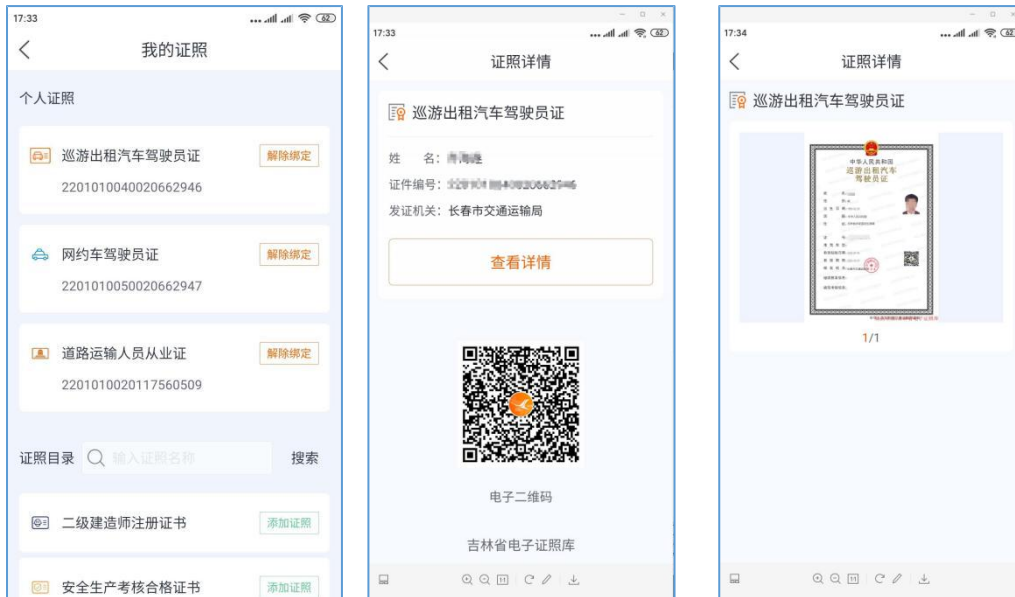 17:33
62
我的证照
个人证照
巡游出租汽车驾驶员证
解除绑定
2201010040020662946
网约车驾驶员证
解除绑定
2201010050020662947
道路运输人员从业证
解除绑定
2201010020117560509
证照目录
输入证照名称
搜索
二级建造师注册证书
添加证照
安全生产考核合格证书
添加证照
17:33
62
证照详情
巡游出租汽车驾驶员证
姓 名：
证件编号：
发证机关：长春市交通运输局
查看详情
电子二维码
吉林省电子证照库
17:34
62
证照详情
巡游出租汽车驾驶员证
中华人民共和国
巡游出租汽车
驾驶员证
1/1